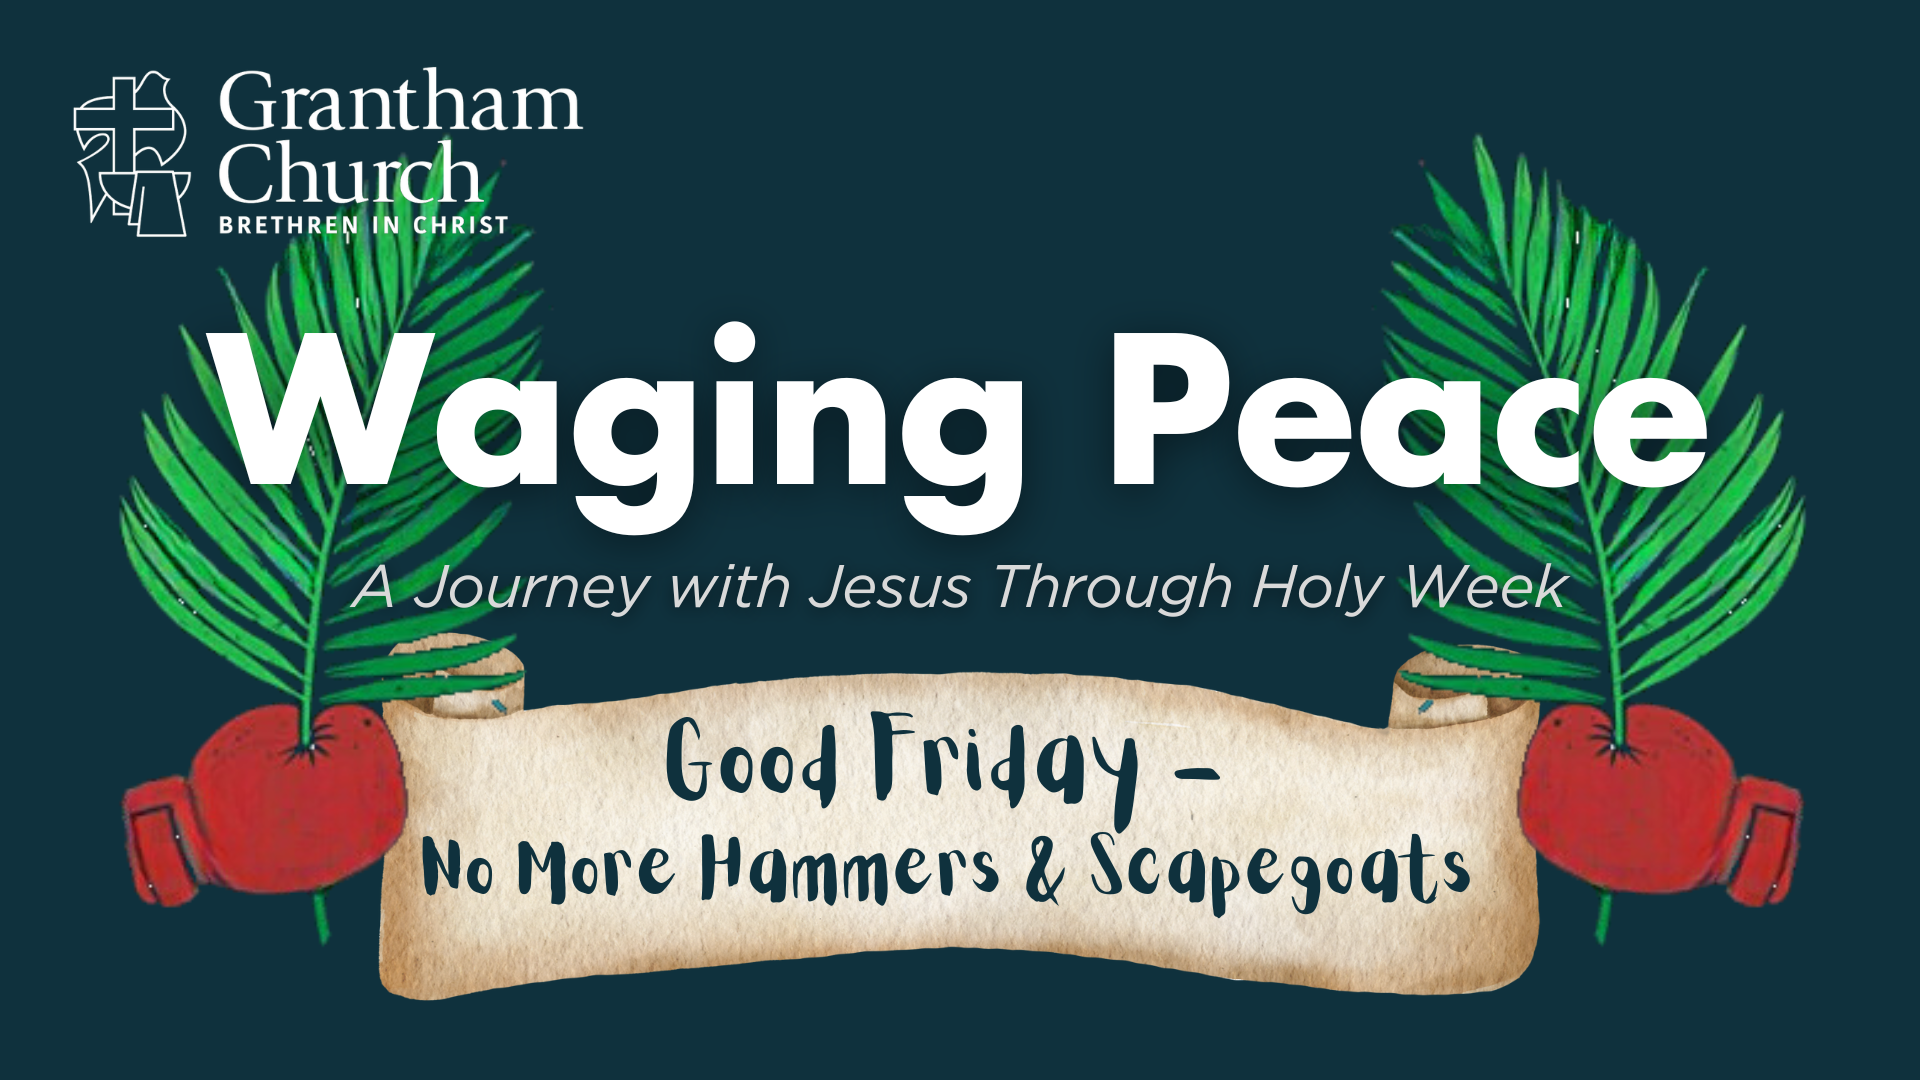 Grantham
Church
BRETHREN IN CHRIST
Waging Peace
A Journey with Jesus Through Holy Week
Good Friday –
No More Hammers & Scapegoats